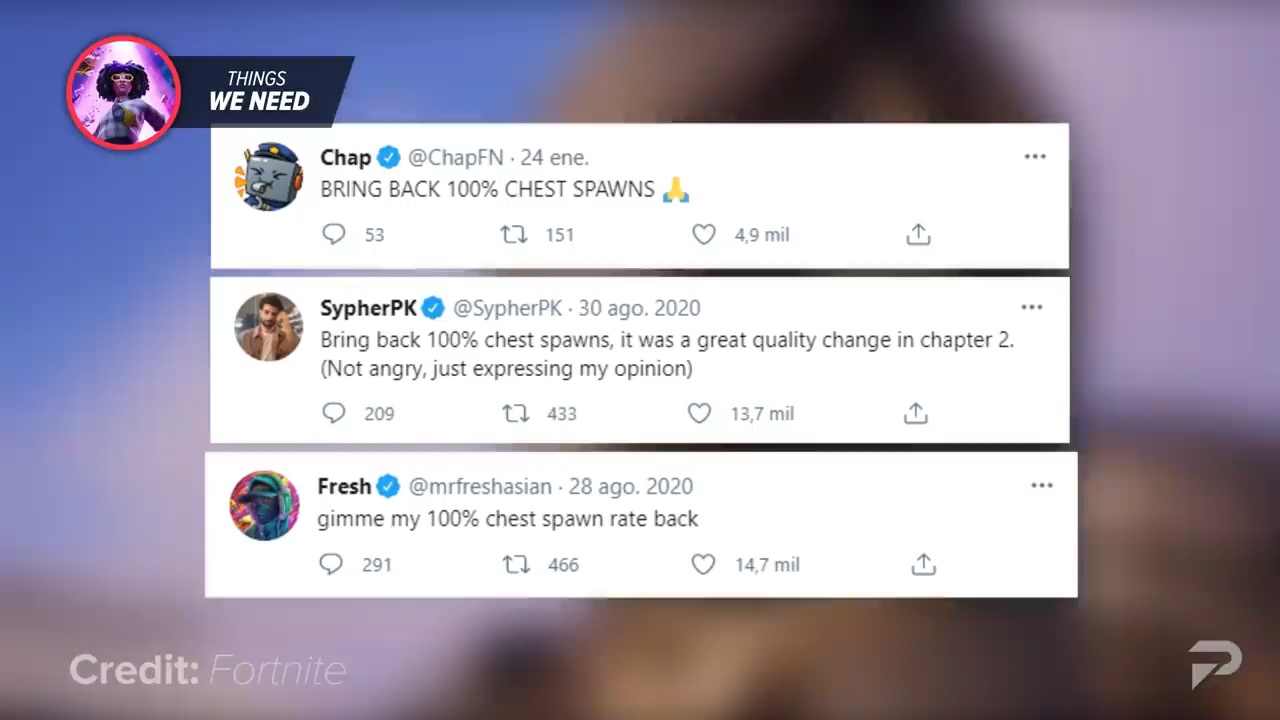 THINGS
WE NEED
Chap @ChapFN · 24 ene.
BRING BACK 100% CHEST SPAWNS 🙏
53 151 4,9 mil
SypherPK @SypherPK · 30 ago. 2020
Bring back 100% chest spawns, it was a great quality change in chapter 2.
(Not angry, just expressing my opinion)
209 433 13,7 mil
Fresh @mrfreshasian · 28 ago. 2020
gimme my 100% chest spawn rate back
291 466 14,7 mil
Credit: Fortnite